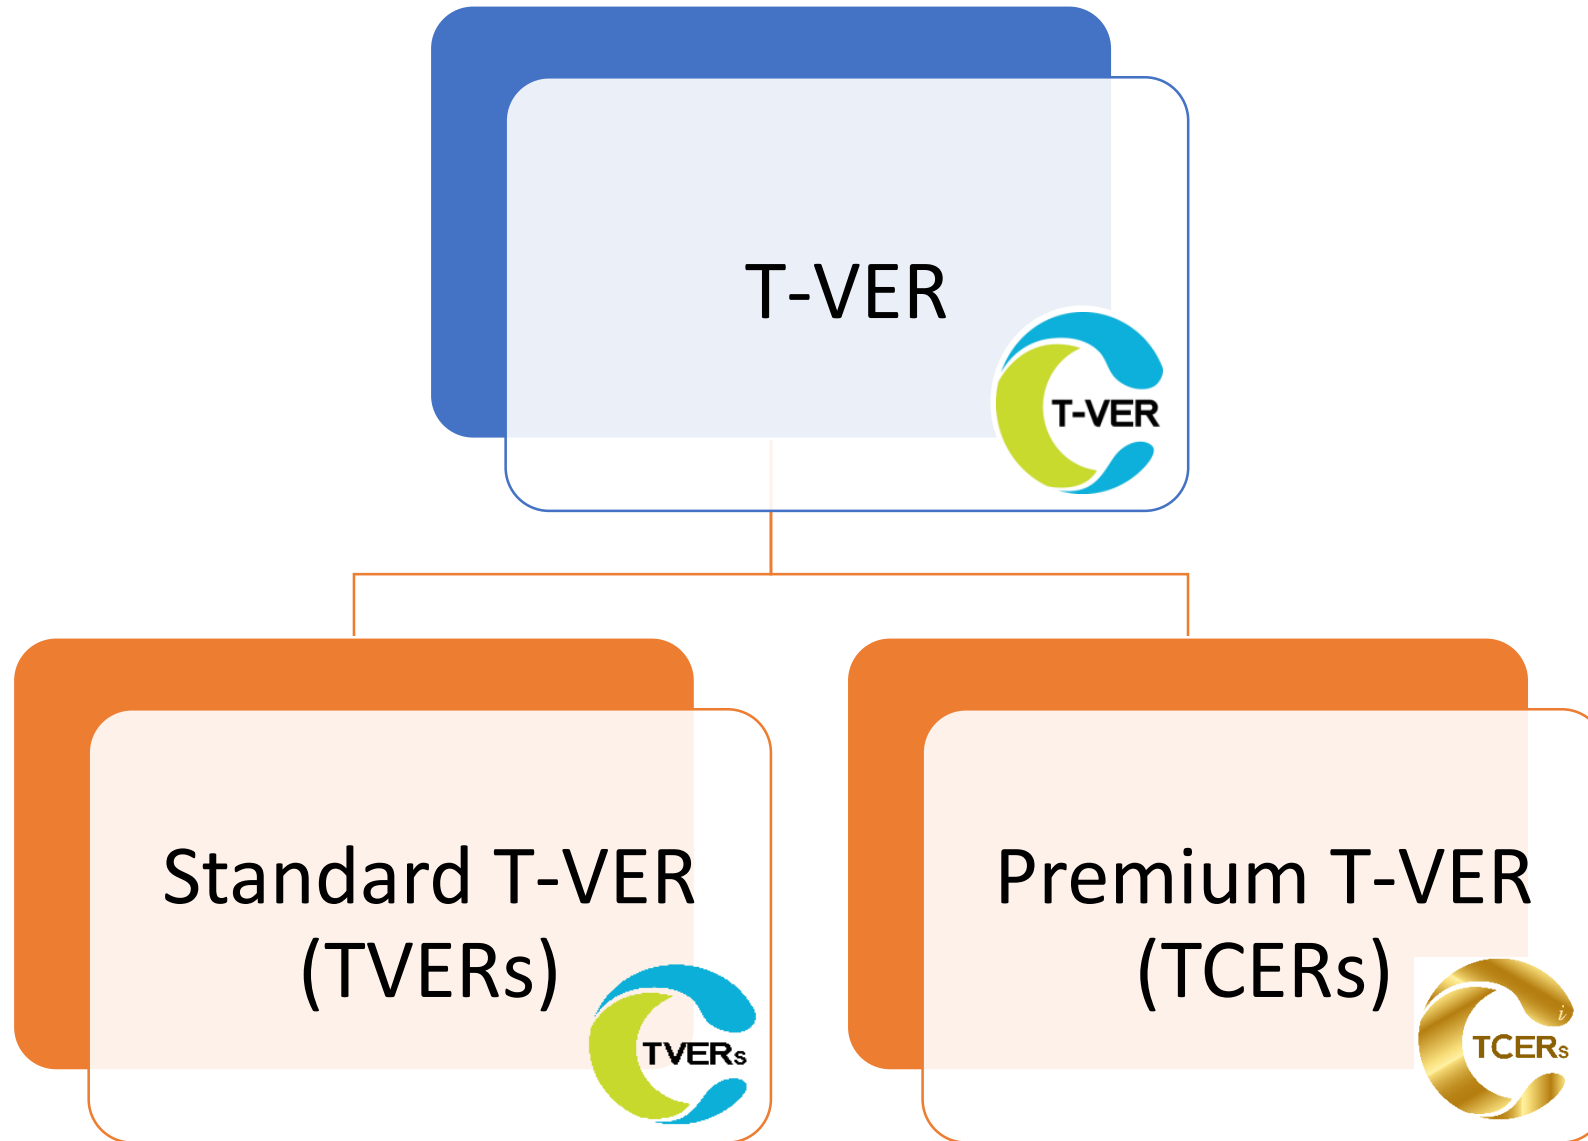 T-VER
T-VER
Standard T-VER
(TVERs)
TVERs
Premium T-VER
(TCERs)
i
TCERs